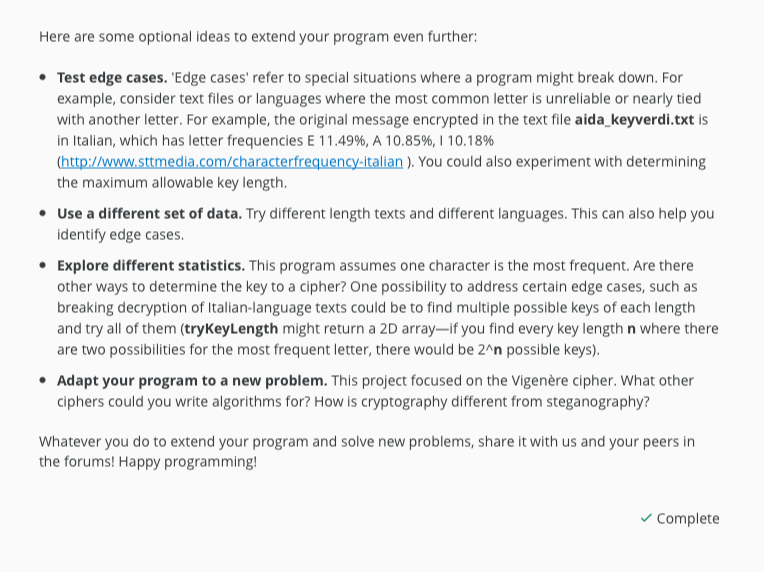 Here are some optional ideas to extend your program even further:
• Test edge cases. 'Edge cases' refer to special situations where a program might break down. For
example, consider text files or languages where the most common letter is unreliable or nearly tied
with another letter. For example, the original message encrypted in the text file aida_keyverdi.txt is
in Italian, which has letter frequencies E 11.49%, A 10.85%, I 10.18%
(http://www.sttmedia.com/characterfrequency-italian ). You could also experiment with determining
the maximum allowable key length.
• Use a different set of data. Try different length texts and different languages. This can also help you
identify edge cases.
• Explore different statistics. This program assumes one character is the most frequent. Are there
other ways to determine the key to a cipher? One possibility to address certain edge cases, such as
breaking decryption of Italian-language texts could be to find multiple possible keys of each length
and try all of them (tryKeyLength might return a 2D array—if you find every key length n where there
are two possibilities for the most frequent letter, there would be 2^n possible keys).
• Adapt your program to a new problem. This project focused on the Vigenère cipher. What other
ciphers could you write algorithms for? How is cryptography different from steganography?
Whatever you do to extend your program and solve new problems, share it with us and your peers in
the forums! Happy programming!
✓ Complete